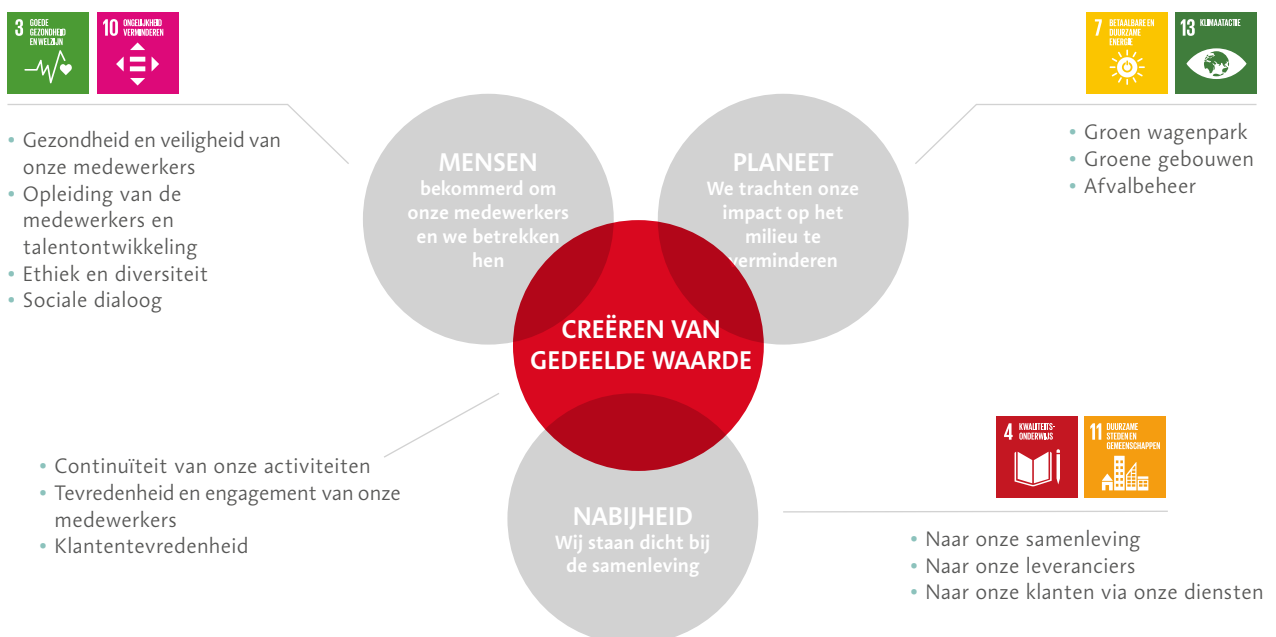 3 GOEDE
GEZONDHEID
EN WELZIJN
10 ONGELIJKHEID
VERMINDEREN
• Gezondheid en veiligheid van
onze medewerkers
• Opleiding van de
medewerkers en
talentontwikkeling
• Ethiek en diversiteit
• Sociale dialoog
MENSEN
bekommerd om
onze medewerkers
en we betrekken
hen
PLANEET
We trachten onze
impact op het
milieu te
verminderen
7 BETAALBARE EN
DUURZAME
ENERGIE
13 KLIMAATACTIE
• Groen wagenpark
• Groene gebouwen
• Afvalbeheer
CREËREN VAN
GEDEELDE WAARDE
• Continuïteit van onze activiteiten
• Tevredenheid en engagement van onze
medewerkers
• Klantentevredenheid
NABIJHEID
Wij staan dicht bij
de samenleving
4 KWALITEITS-
ONDERWIJS
11 DUURZAME
STEDEN EN
GEMEENSCHAPPEN
• Naar onze samenleving
• Naar onze leveranciers
• Naar onze klanten via onze diensten